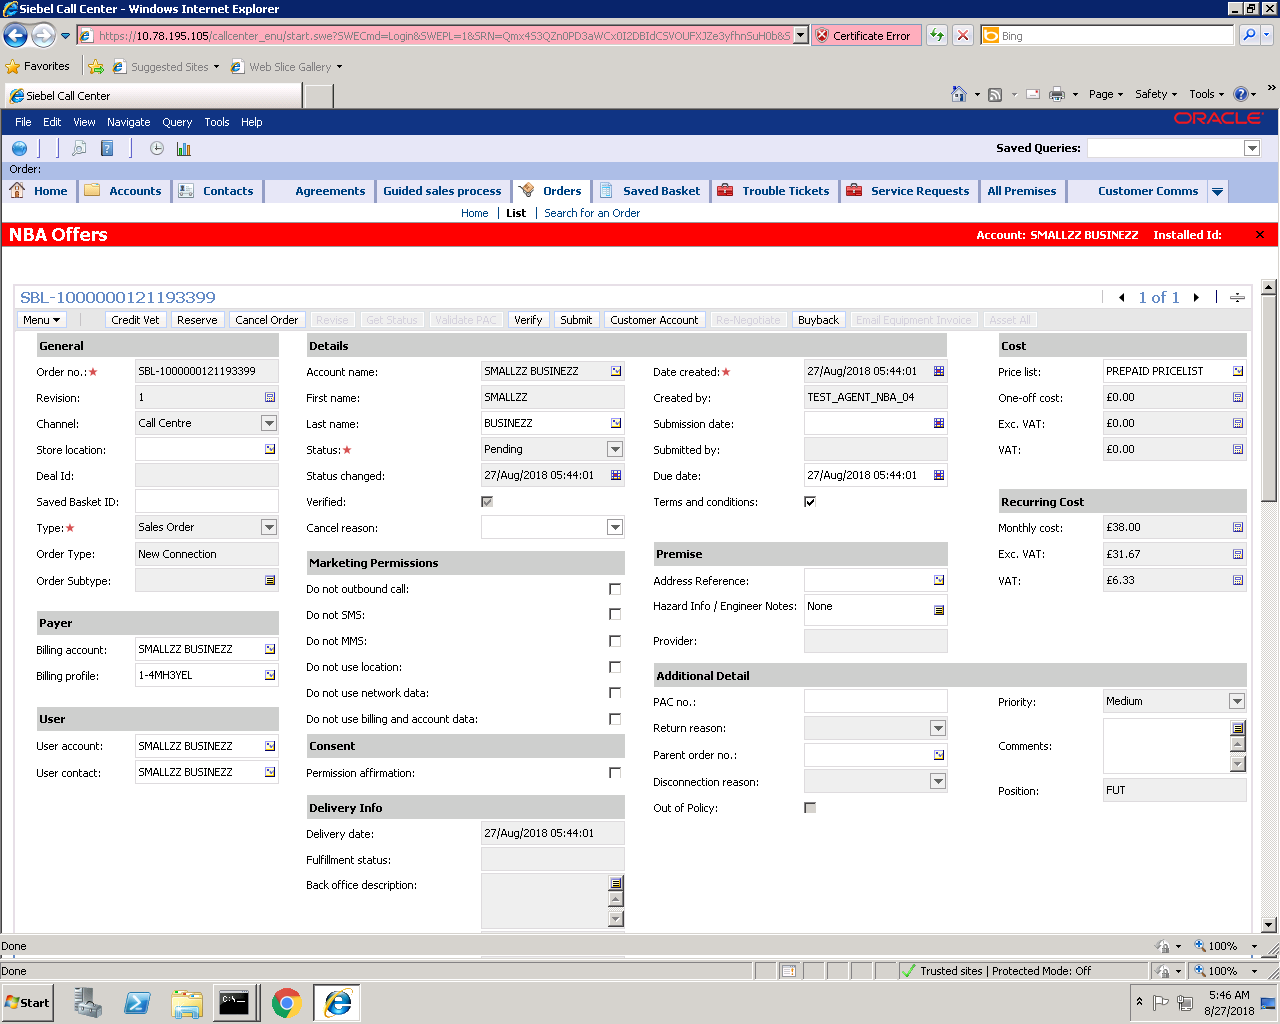 Siebel Call Center - Windows Internet Explorer
Certificate Error
Bing
Favorites
Suggested Sites
Web Slice Gallery
Siebel Call Center
Page
Safety
Tools
File Edit View Navigate Query Tools Help
ORACLE
Saved Queries:
Order:
Home Accounts Contacts Agreements Guided sales process Orders Saved Basket Trouble Tickets Service Requests All Premises Customer Comms
Home | List | Search for an Order
NBA Offers
Account: SMALLZZ BUSINEZZ Installed Id:
SBL-1000000121193399
1 of 1
Menu Credit Vet Reserve Cancel Order Revise Get Status Validate PAC Verify Submit Customer Account Re-Negotiate Buyback Email Equipment Invoice Asset All
General
Order no.:★ SBL-1000000121193399
Revision: 1
Channel: Call Centre
Store location:
Deal Id:
Saved Basket ID:
Type:★ Sales Order
Order Type: New Connection
Order Subtype:
Payer
Billing account: SMALLZZ BUSINEZZ
Billing profile: 1-4MH3YEL
User
User account: SMALLZZ BUSINEZZ
User contact: SMALLZZ BUSINEZZ
Details
Account name: SMALLZZ BUSINEZZ
First name: SMALLZZ
Last name: BUSINEZZ
Status:★ Pending
Status changed: 27/Aug/2018 05:44:01
Verified:
Cancel reason:
Marketing Permissions
Do not outbound call:
Do not SMS:
Do not MMS:
Do not use location:
Do not use network data:
Do not use billing and account data:
Consent
Permission affirmation:
Delivery Info
Delivery date: 27/Aug/2018 05:44:01
Fulfillment status:
Back office description:
Date created:★ 27/Aug/2018 05:44:01
Created by: TEST_AGENT_NBA_04
Submission date:
Submitted by:
Due date: 27/Aug/2018 05:44:01
Terms and conditions:
Premise
Address Reference:
Hazard Info / Engineer Notes: None
Provider:
Additional Detail
PAC no.:
Return reason:
Parent order no.:
Disconnection reason:
Out of Policy:
Cost
Price list: PREPAID PRICELIST
One-off cost: £0.00
Exc. VAT: £0.00
VAT: £0.00
Recurring Cost
Monthly cost: £38.00
Exc. VAT: £31.67
VAT: £6.33
Priority: Medium
Comments:
Position: FUT
Done
100%
Done
Trusted sites | Protected Mode: Off
100%
Start
5:46 AM
8/27/2018